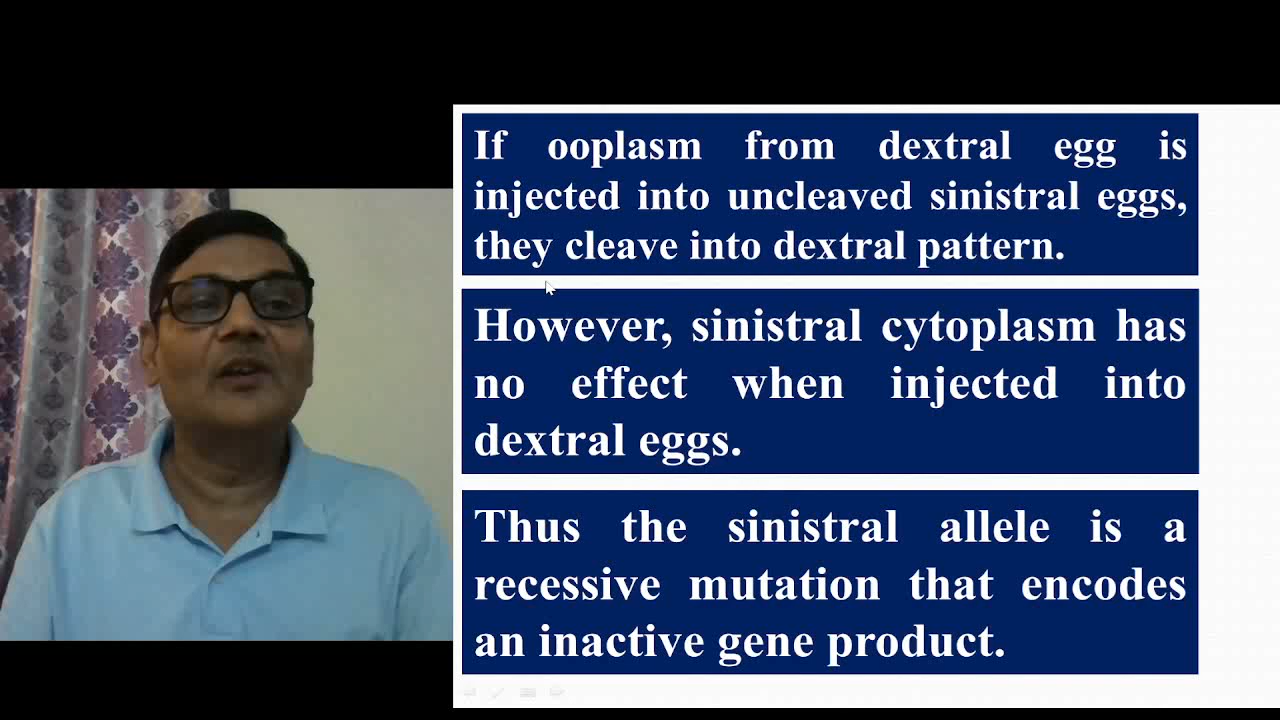 If ooplasm from dextral egg is
injected into uncleaved sinistral eggs,
they cleave into dextral pattern.
However, sinistral cytoplasm has
no effect when injected into
dextral eggs.
Thus the sinistral allele is a
recessive mutation that encodes
an inactive gene product.